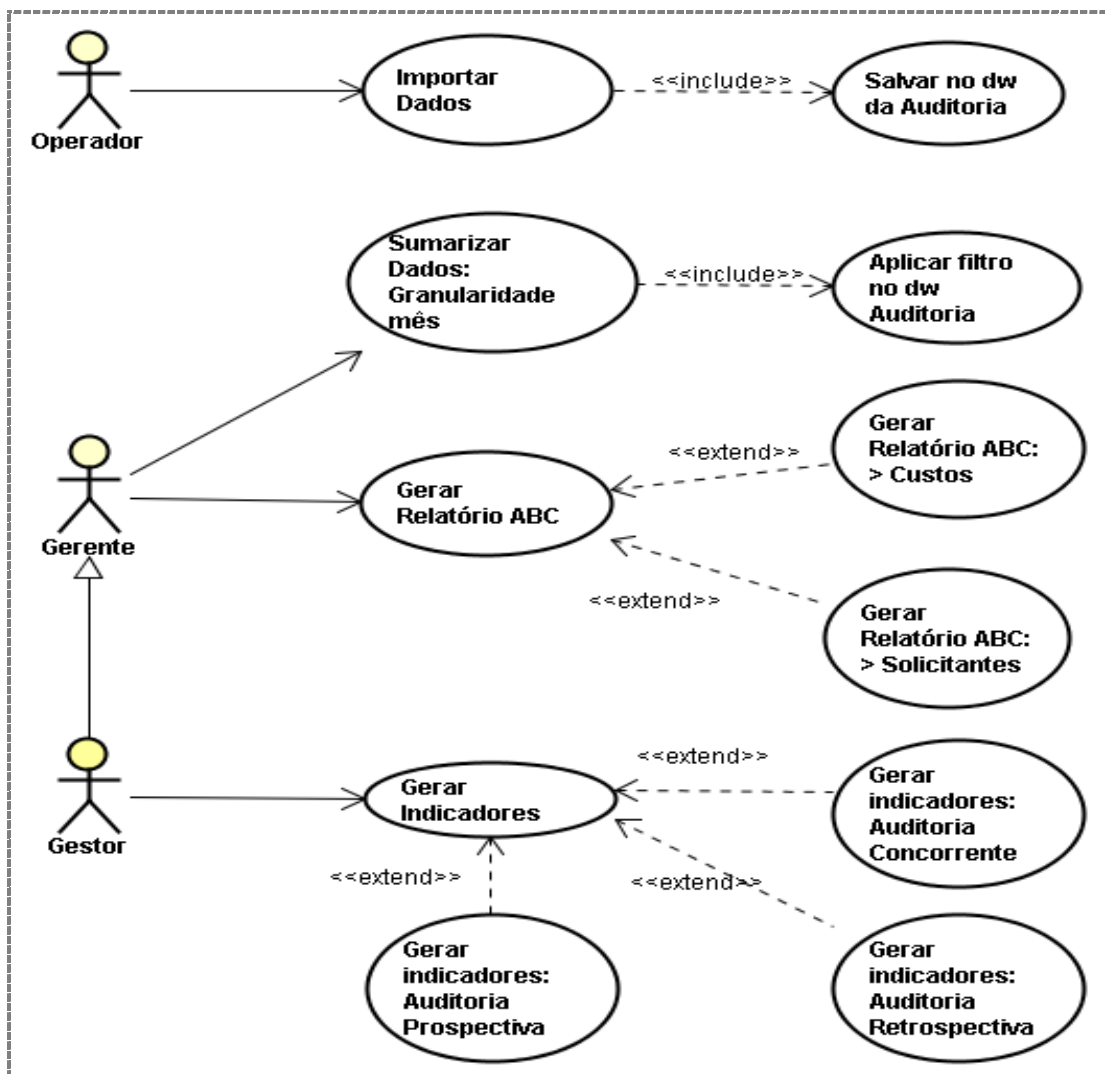 Importar
Dados
<<include>>
Salvar no dw
da Auditoria
Operador
Sumarizar
Dados:
Granularidade
mês
<<include>>
Aplicar filtro
no dw
Auditoria
Gerente
Gerar
Relatório ABC
<<extend>>
Gerar
Relatório ABC:
> Custos
<<extend>>
Gerar
Relatório ABC:
> Solicitantes
Gestor
Gerar
Indicadores
<<extend>>
Gerar
indicadores:
Auditoria
Concorrente
<<extend>>
Gerar
indicadores:
Auditoria
Prospectiva
<<extend>>
Gerar
indicadores:
Auditoria
Retrospectiva